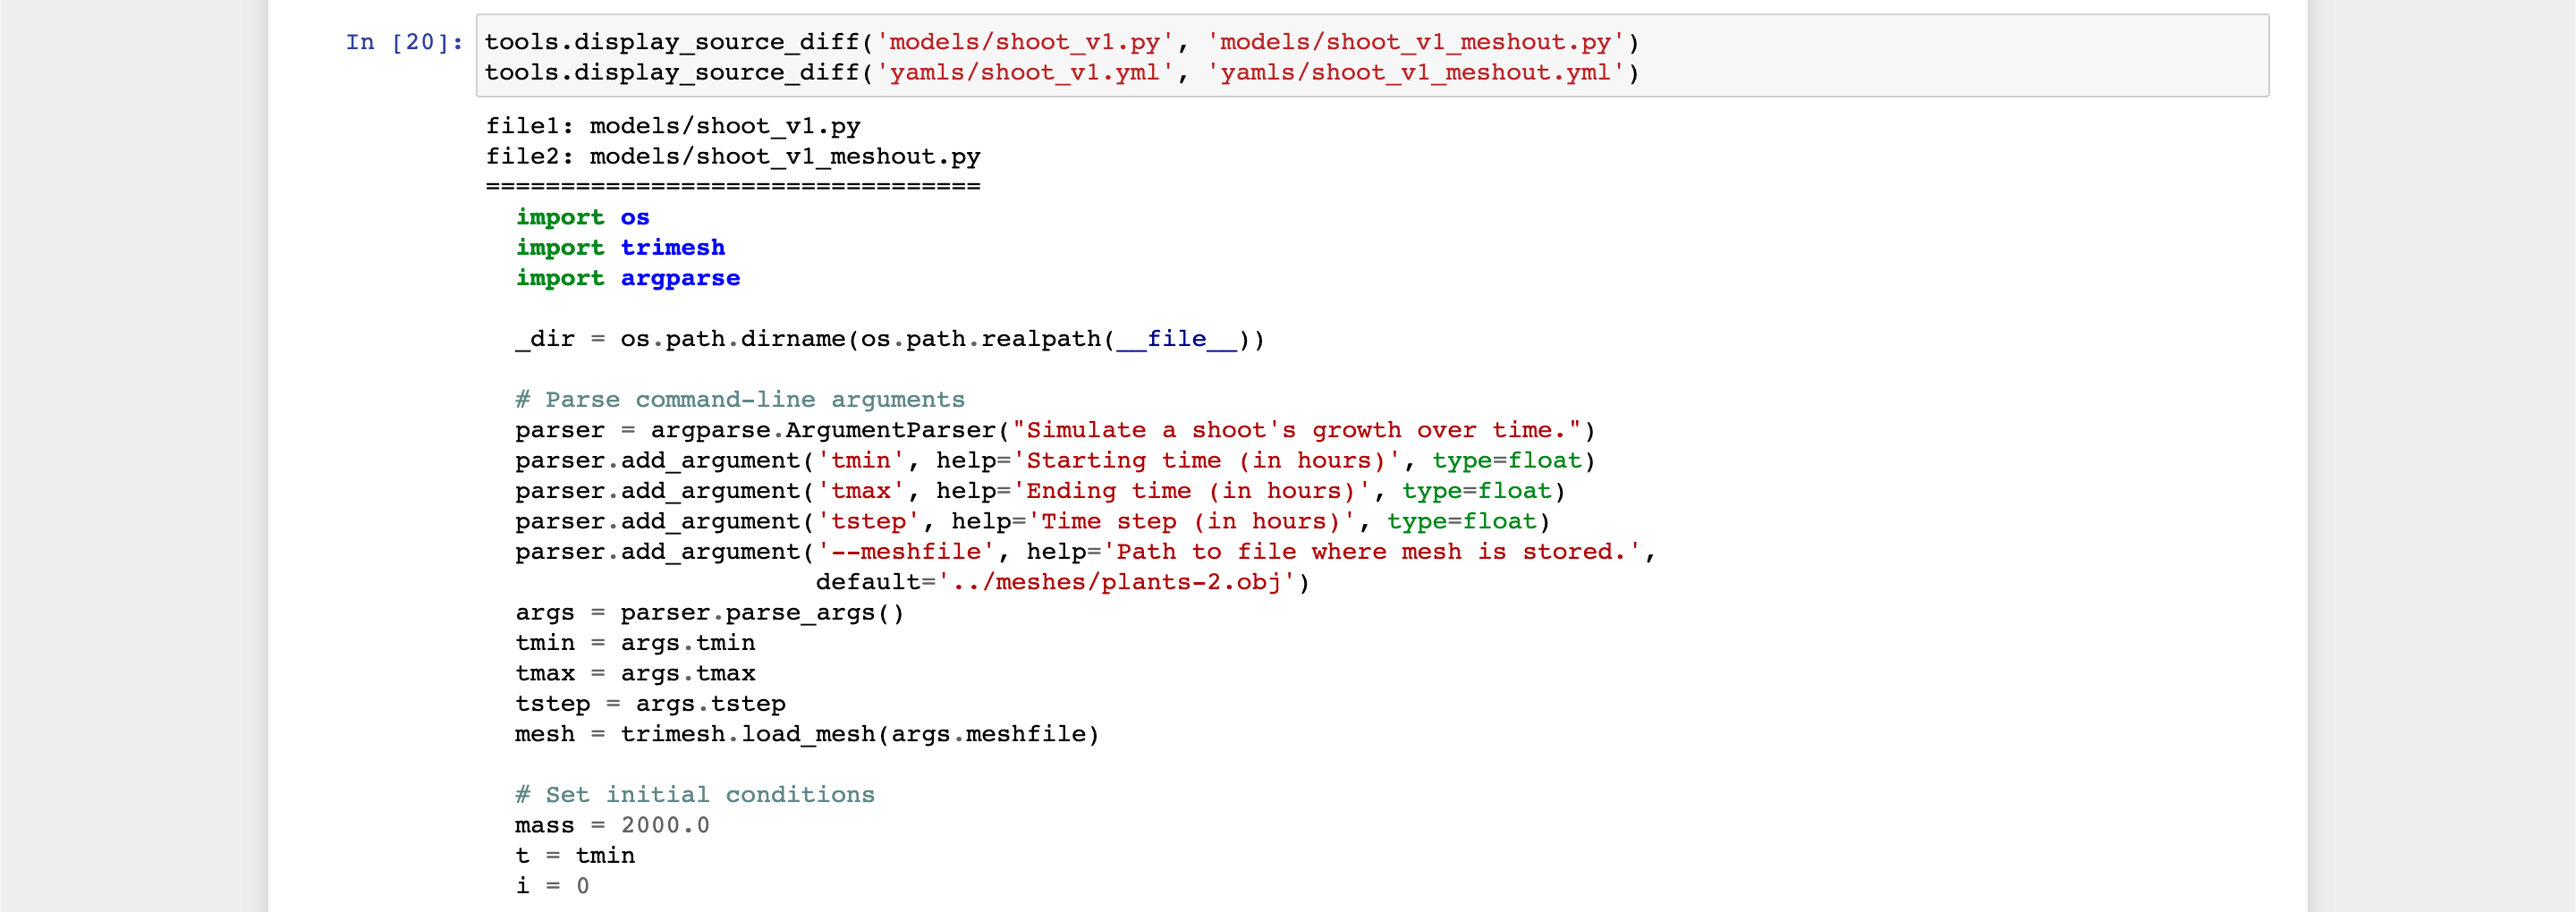 In [20]: tools.display_source_diff('models/shoot_v1.py', 'models/shoot_v1_meshout.py')
tools.display_source_diff('yamls/shoot_v1.yml', 'yamls/shoot_v1_meshout.yml')
file1: models/shoot_v1.py
file2: models/shoot_v1_meshout.py
=================================
import os
import trimesh
import argparse
_dir = os.path.dirname(os.path.realpath(__file__))
# Parse command-line arguments
parser = argparse.ArgumentParser("Simulate a shoot's growth over time.")
parser.add_argument('tmin', help='Starting time (in hours)', type=float)
parser.add_argument('tmax', help='Ending time (in hours)', type=float)
parser.add_argument('tstep', help='Time step (in hours)', type=float)
parser.add_argument('--meshfile', help='Path to file where mesh is stored.',
default='../meshes/plants-2.obj')
args = parser.parse_args()
tmin = args.tmin
tmax = args.tmax
tstep = args.tstep
mesh = trimesh.load_mesh(args.meshfile)
# Set initial conditions
mass = 2000.0
t = tmin
i = 0